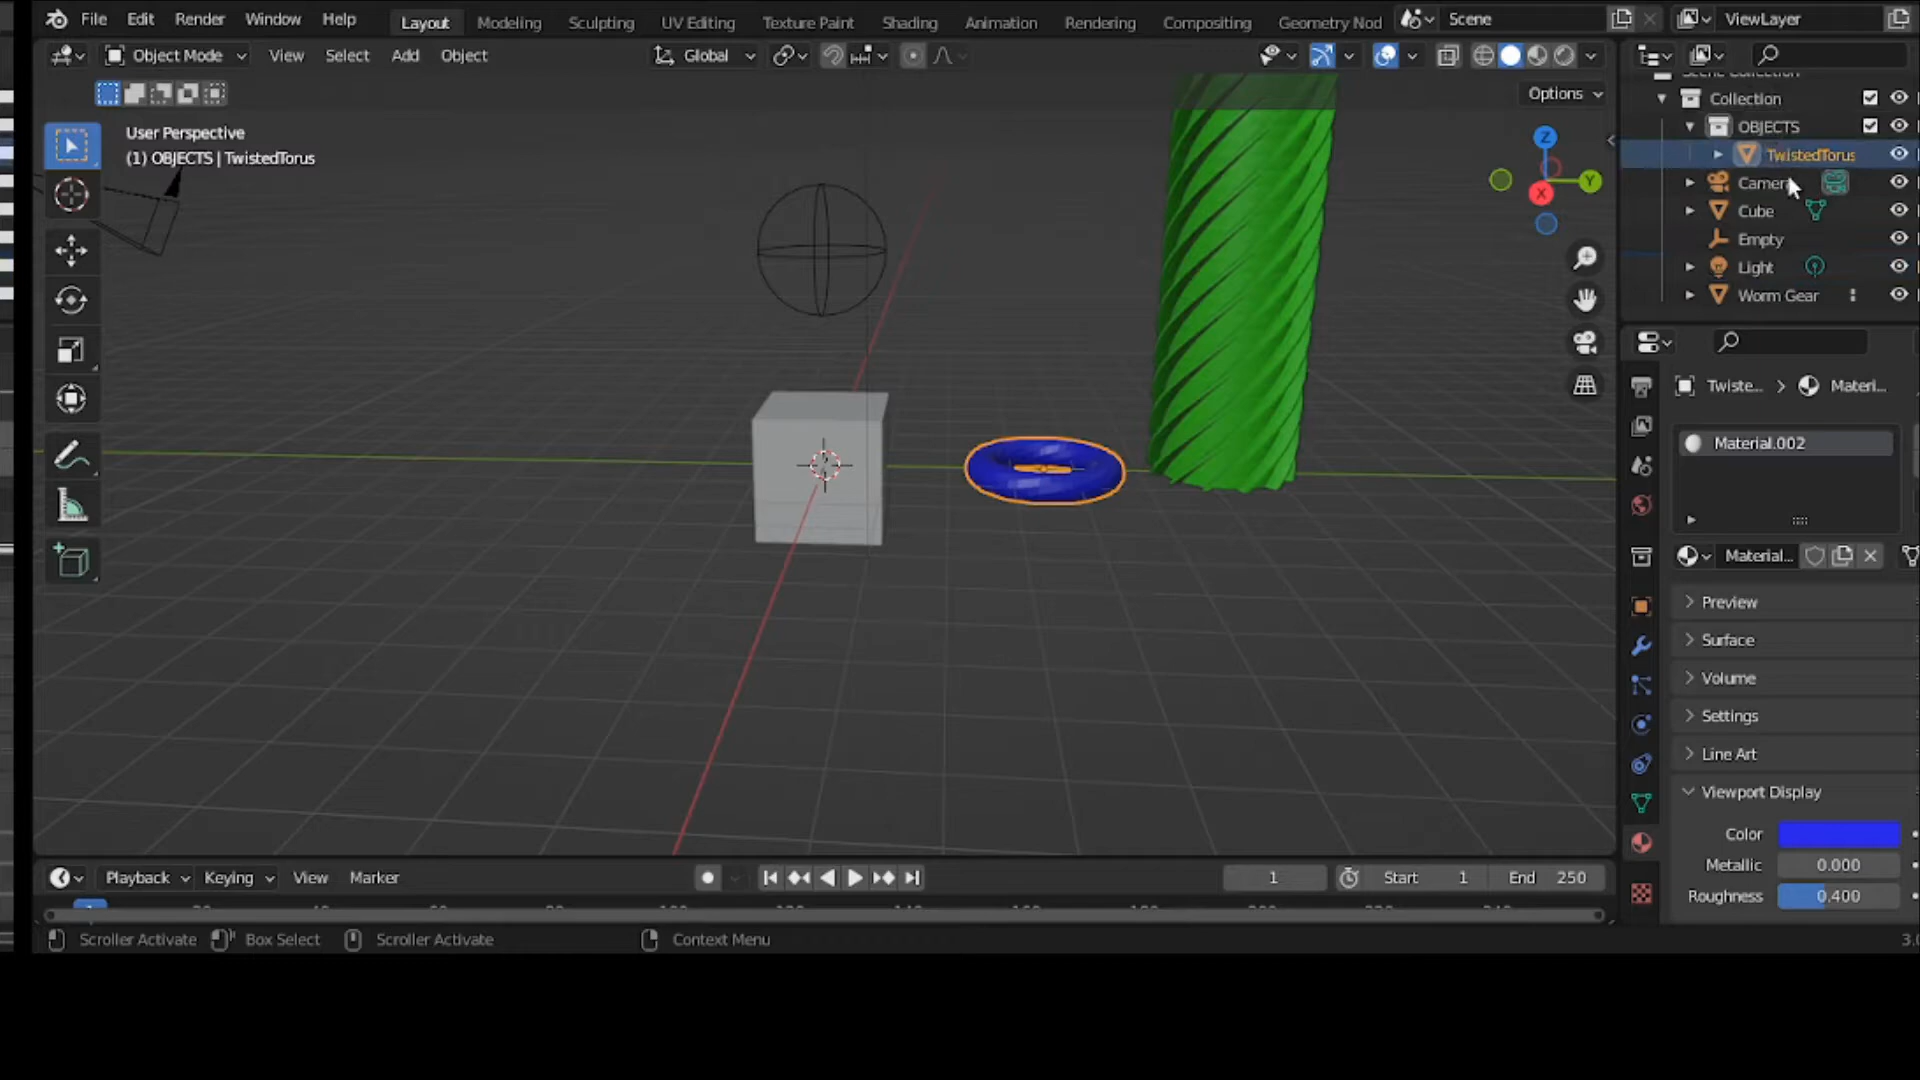 File Edit Render Window Help Layout Modeling Sculpting UV Editing Texture Paint Shading Animation Rendering Compositing Geometry Nod Scene ViewLayer
Object Mode View Select Add Object Global
Options
User Perspective
(1) OBJECTS | TwistedTorus
Z
Y
X
Scene Collection
Collection
OBJECTS
TwistedTorus
Camera
Cube
Empty
Light
Worm Gear
Twiste... > Materi...
Material.002
Material...
Preview
Surface
Volume
Settings
Line Art
Viewport Display
Color
Metallic 0.000
Roughness 0.400
Playback Keying View Marker 1 Start 1 End 250
Scroller Activate Box Select Scroller Activate Context Menu 3.0